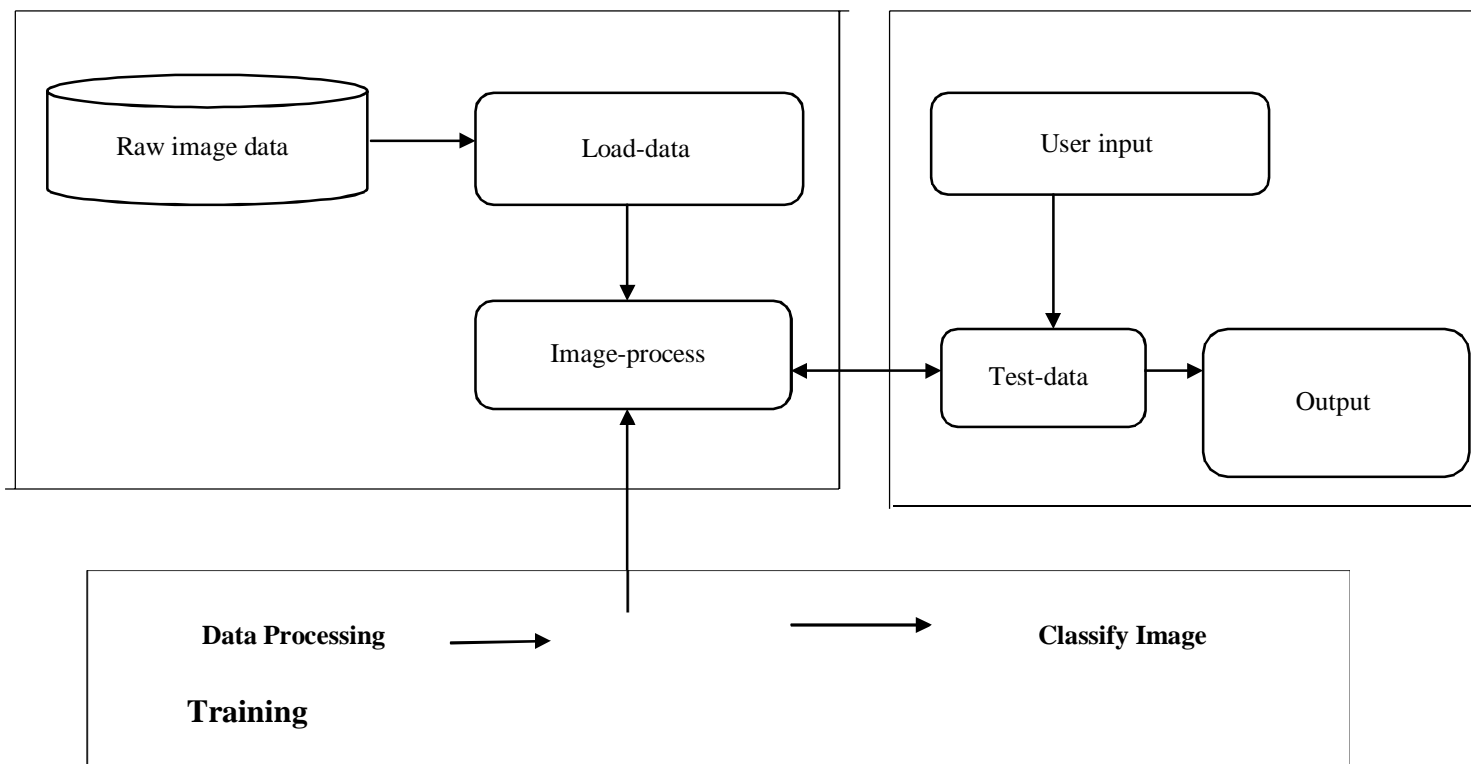 Raw image data
Load-data
User input
Image-process
Test-data
Output
Data Processing
Classify Image
Training